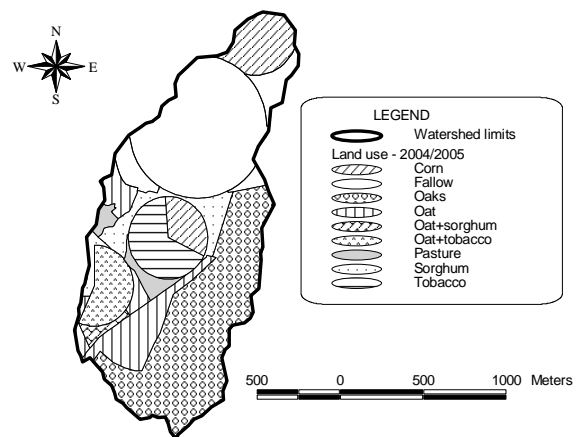 N
W E
S
LEGEND
Watershed limits
Land use - 2004/2005
Corn
Fallow
Oaks
Oat
Oat+sorghum
Oat+tobacco
Pasture
Sorghum
Tobacco
500 0 500 1000 Meters